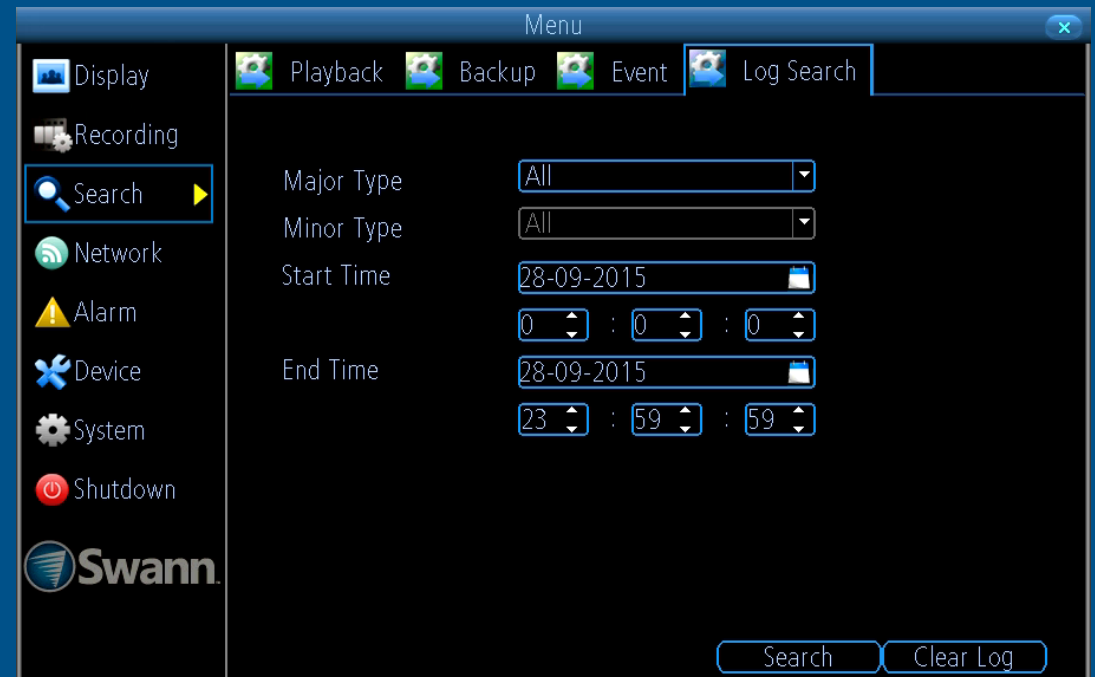 Menu
Display
Recording
Search
Network
Alarm
Device
System
Shutdown
Swann
Playback Backup Event Log Search
Major Type All
Minor Type All
Start Time 28-09-2015
0 : 0 : 0
End Time 28-09-2015
23 : 59 : 59
Search Clear Log